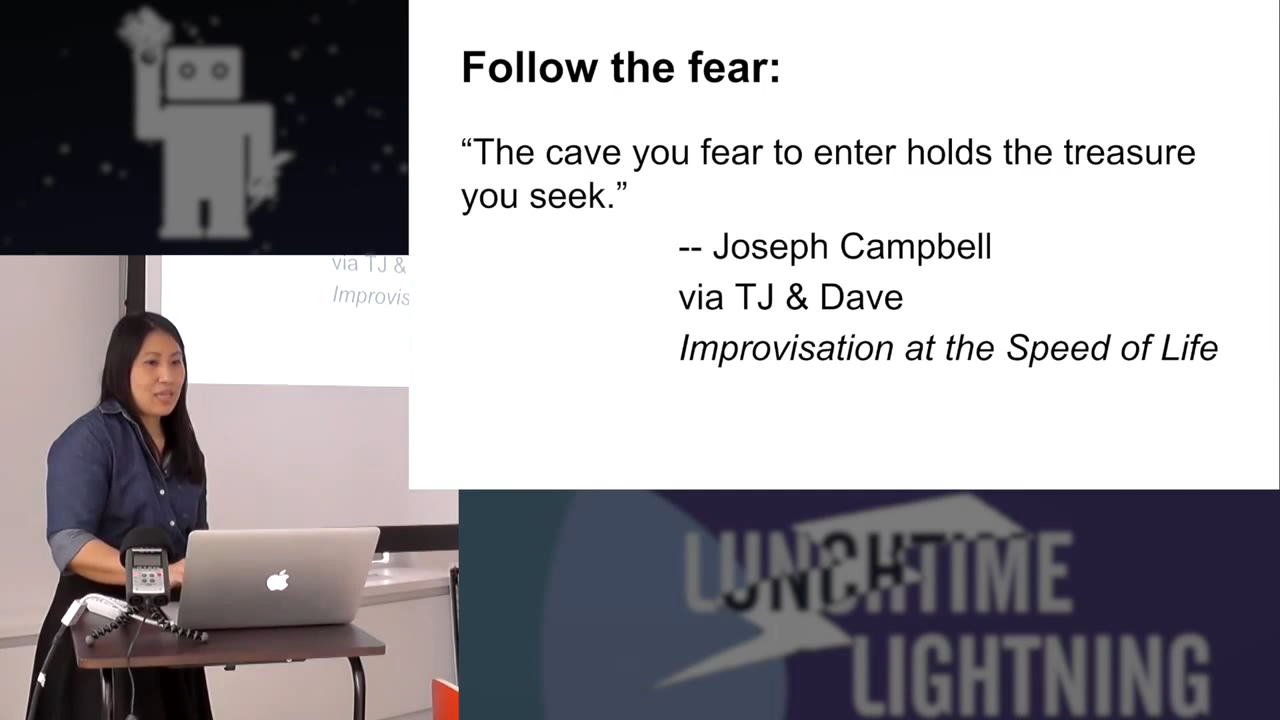 Follow the fear:
“The cave you fear to enter holds the treasure
you seek.”
-- Joseph Campbell
via TJ & Dave
Improvisation at the Speed of Life
via TJ &
Improvis
LUNCHTIME
LIGHTNING